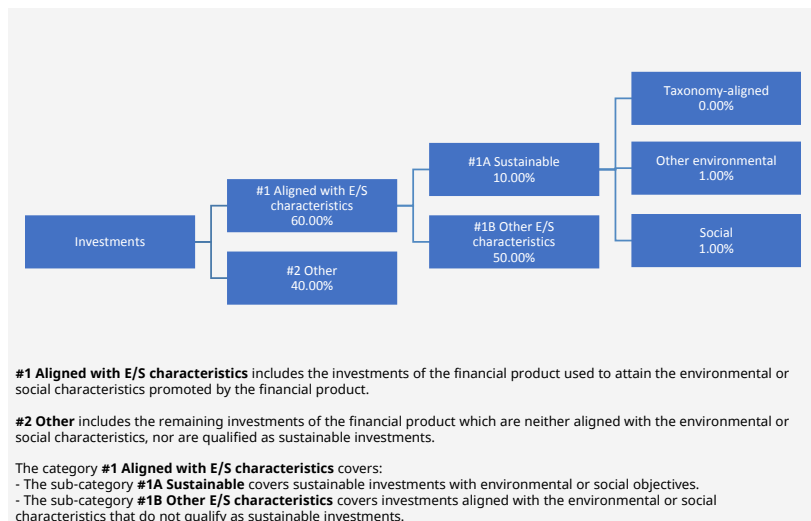 Taxonomy-aligned
0.00%
#1A Sustainable
10.00%
Other environmental
1.00%
#1 Aligned with E/S
characteristics
60.00%
#1B Other E/S
characteristics
50.00%
Social
1.00%
Investments
#2 Other
40.00%
#1 Aligned with E/S characteristics includes the investments of the financial product used to attain the environmental or
social characteristics promoted by the financial product.
#2 Other includes the remaining investments of the financial product which are neither aligned with the environmental or
social characteristics, nor are qualified as sustainable investments.
The category #1 Aligned with E/S characteristics covers:
- The sub-category #1A Sustainable covers sustainable investments with environmental or social objectives.
- The sub-category #1B Other E/S characteristics covers investments aligned with the environmental or social
characteristics that do not qualify as sustainable investments.